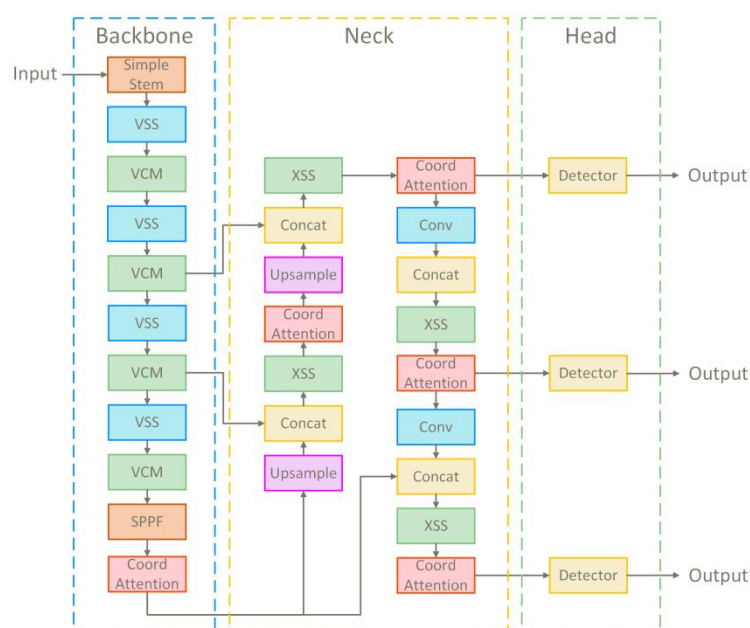 Backbone
Neck
Head
Input
Simple
Stem
VSS
VCM
VSS
VCM
VSS
VCM
VSS
VCM
SPPF
Coord
Attention
XSS
Concat
Upsample
Coord
Attention
XSS
Concat
Upsample
Coord
Attention
Conv
Concat
XSS
Coord
Attention
Conv
Concat
XSS
Coord
Attention
Detector
Output
Detector
Output
Detector
Output